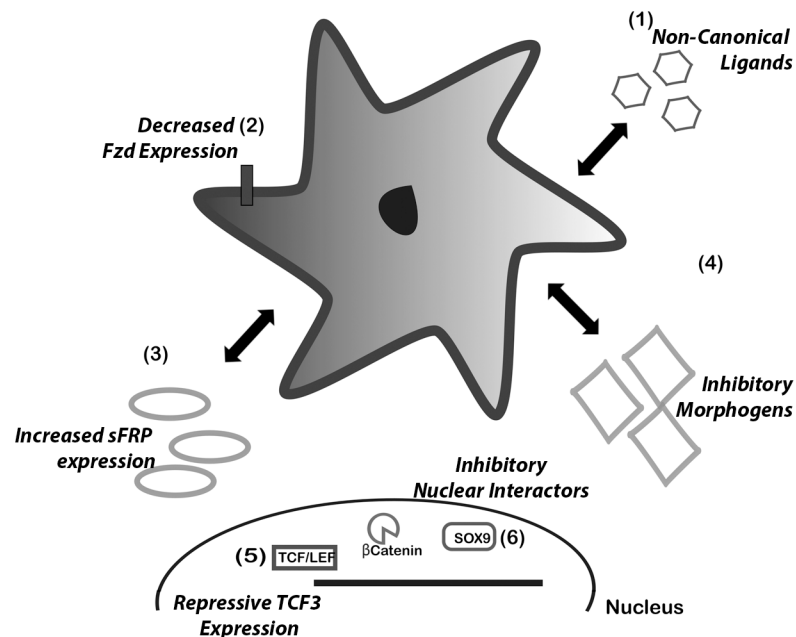 (1)
Non-Canonical
Ligands
Decreased (2)
Fzd Expression
(4)
(3)
Inhibitory
Morphogens
Increased sFRP
expression
Inhibitory
Nuclear Interactors
(5) TCF/LEF
βCatenin
SOX9 (6)
Repressive TCF3
Expression
Nucleus